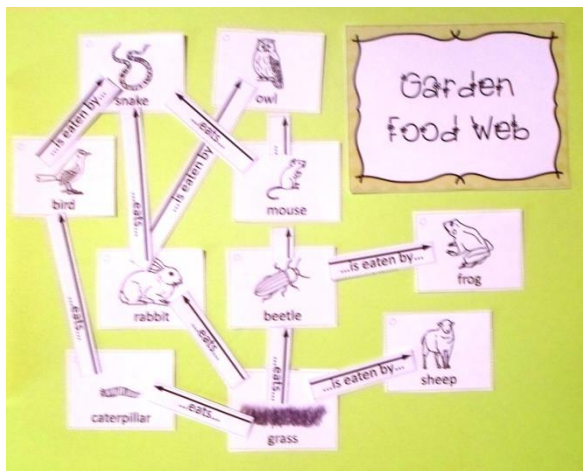 Garden
Food Web
snake
owl
...is eaten by...
...eats...
...is eaten by...
...
bird
mouse
...eats...
...eats...
...
...is eaten by...
rabbit
beetle
frog
...eats...
...eats...
...is eaten by...
sheep
caterpillar
...eats...
grass